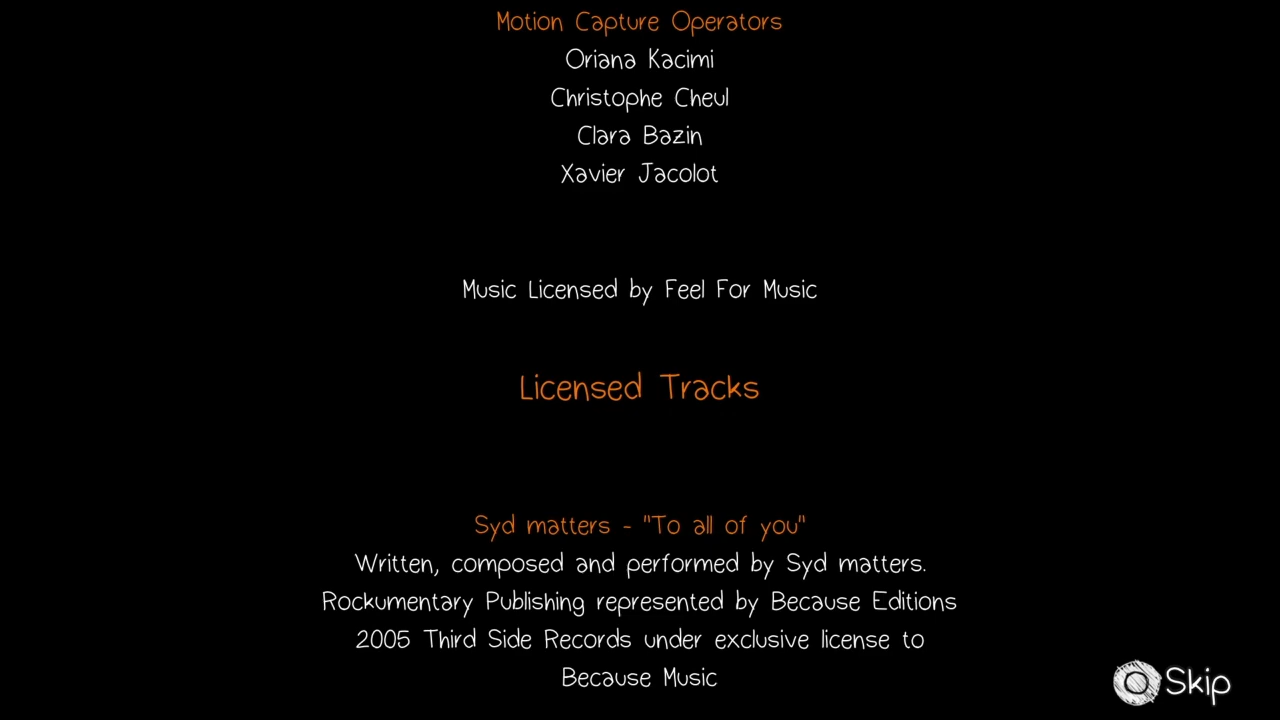 Motion Capture Operators
Oriana Kacimi
Christophe Cheul
Clara Bazin
Xavier Jacolot
Music Licensed by Feel For Music
Licensed Tracks
Syd matters - "To all of you"
Written, composed and performed by Syd matters.
Rockumentary Publishing represented by Because Editions
2005 Third Side Records under exclusive license to
Because Music
Skip